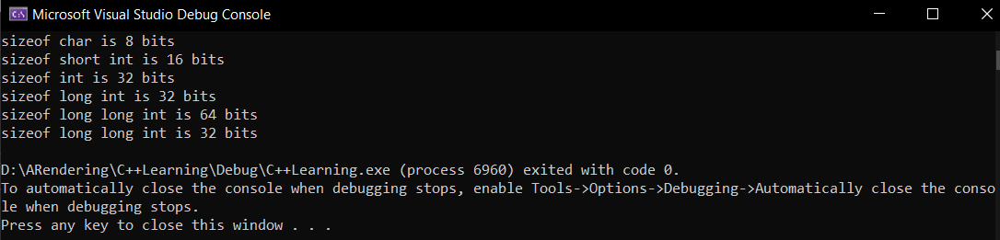 Microsoft Visual Studio Debug Console
sizeof char is 8 bits
sizeof short int is 16 bits
sizeof int is 32 bits
sizeof long int is 32 bits
sizeof long long int is 64 bits
sizeof long long int is 32 bits
D:\ARendering\C++Learning\Debug\C++Learning.exe (process 6960) exited with code 0.
To automatically close the console when debugging stops, enable Tools->Options->Debugging->Automatically close the conso
le when debugging stops.
Press any key to close this window . . .